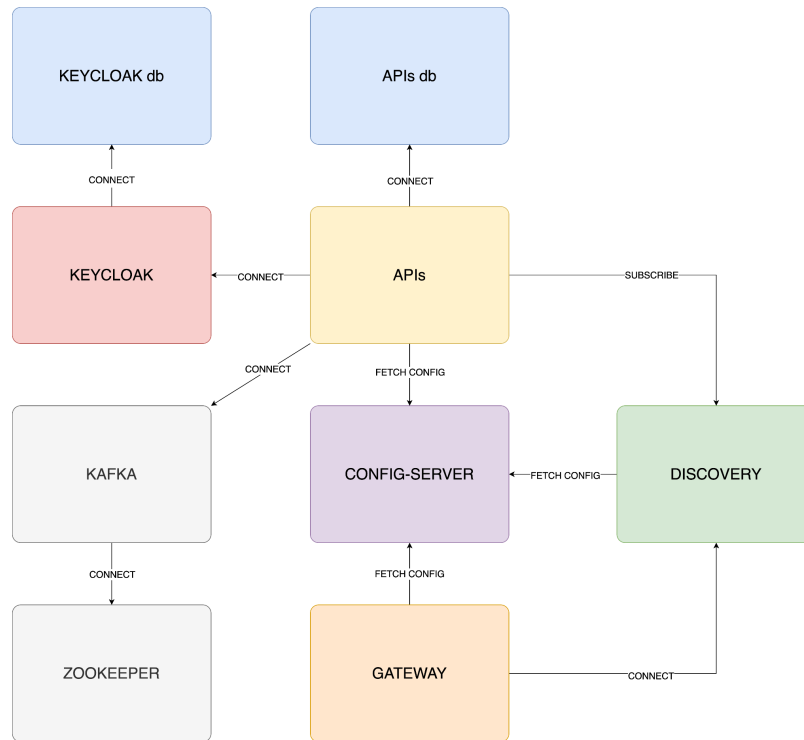 KEYCLOAK db
APIs db
CONNECT
CONNECT
KEYCLOAK
CONNECT
APIs
SUBSCRIBE
CONNECT
FETCH CONFIG
KAFKA
CONFIG-SERVER
FETCH CONFIG
DISCOVERY
CONNECT
FETCH CONFIG
ZOOKEEPER
GATEWAY
CONNECT